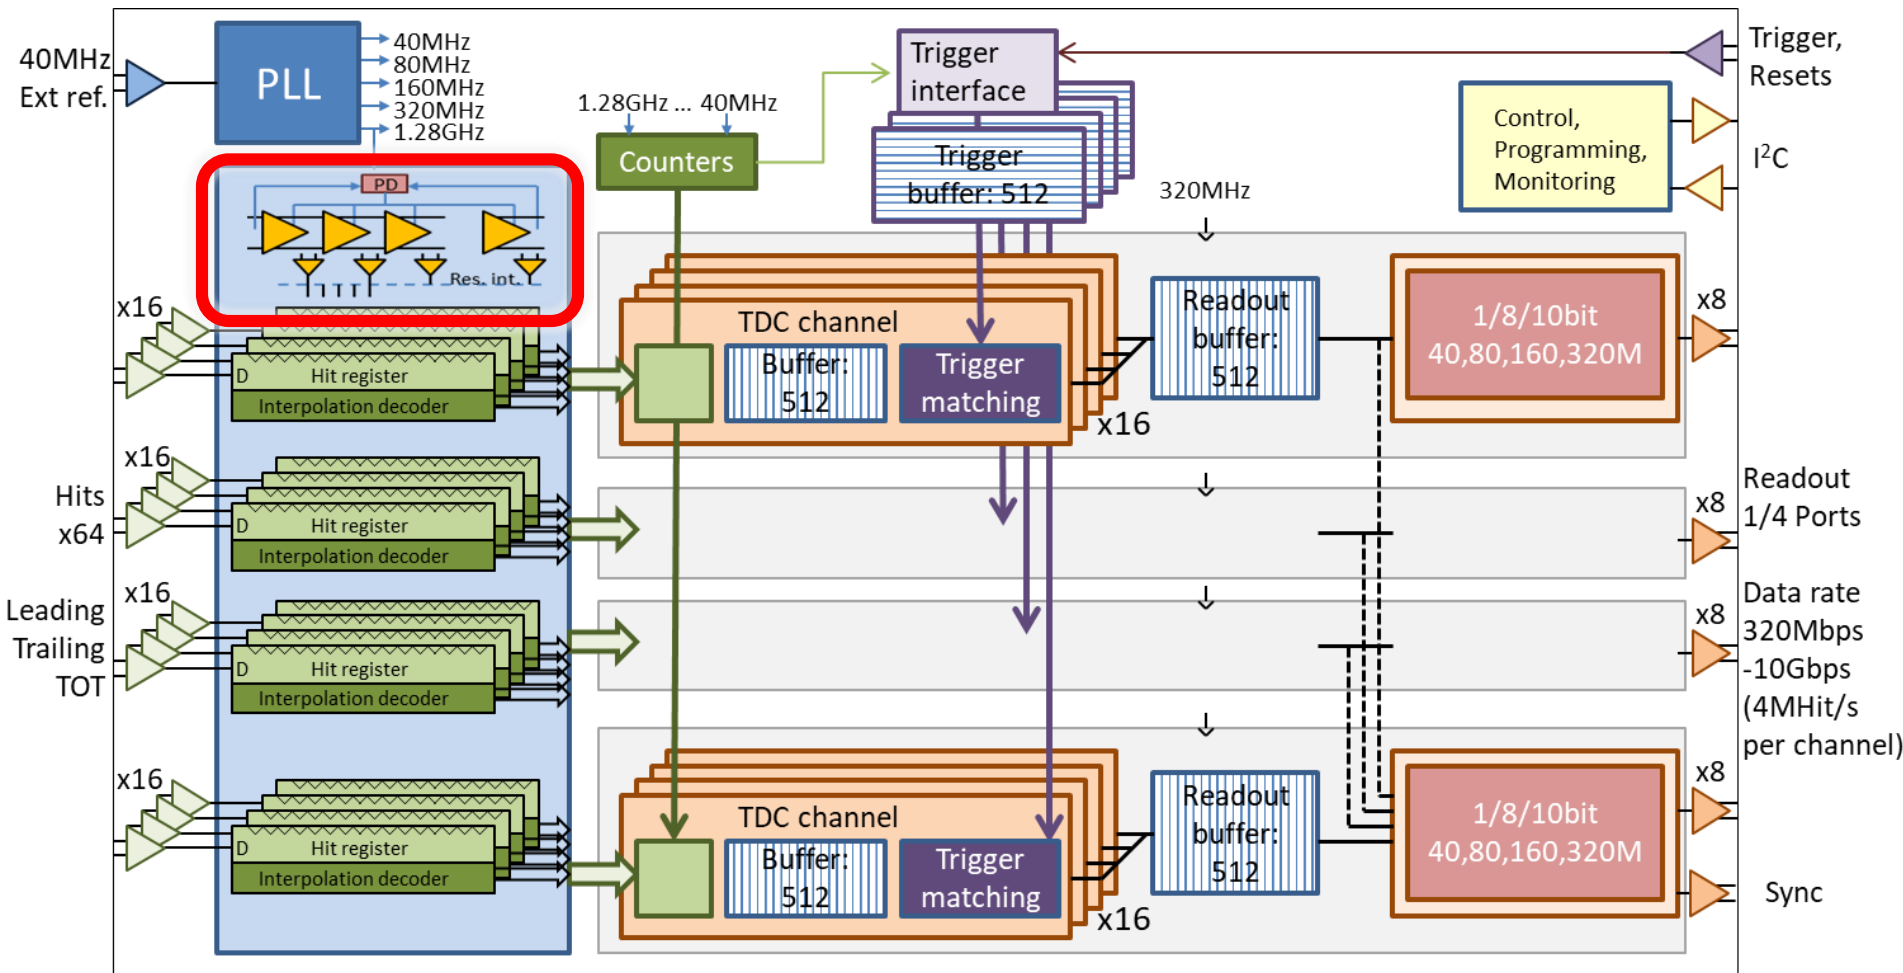 40MHz
Ext ref.
PLL
40MHz
80MHz
160MHz
320MHz
1.28GHz
1.28GHz ... 40MHz
Counters
Trigger
interface
Trigger
buffer: 512
Trigger,
Resets
Control,
Programming,
Monitoring
I²C
320MHz
PD
Res. int.
x16
D
Hit register
Interpolation decoder
TDC channel
Buffer:
512
Trigger
matching
x16
Readout
buffer:
512
1/8/10bit
40,80,160,320M
x8
Hits
x64
x16
D
Hit register
Interpolation decoder
x8
Readout
1/4 Ports
Leading
Trailing
TOT
x16
D
Hit register
Interpolation decoder
x8
Data rate
320Mbps
-10Gbps
(4MHit/s
per channel)
x16
D
Hit register
Interpolation decoder
TDC channel
Buffer:
512
Trigger
matching
x16
Readout
buffer:
512
1/8/10bit
40,80,160,320M
x8
Sync